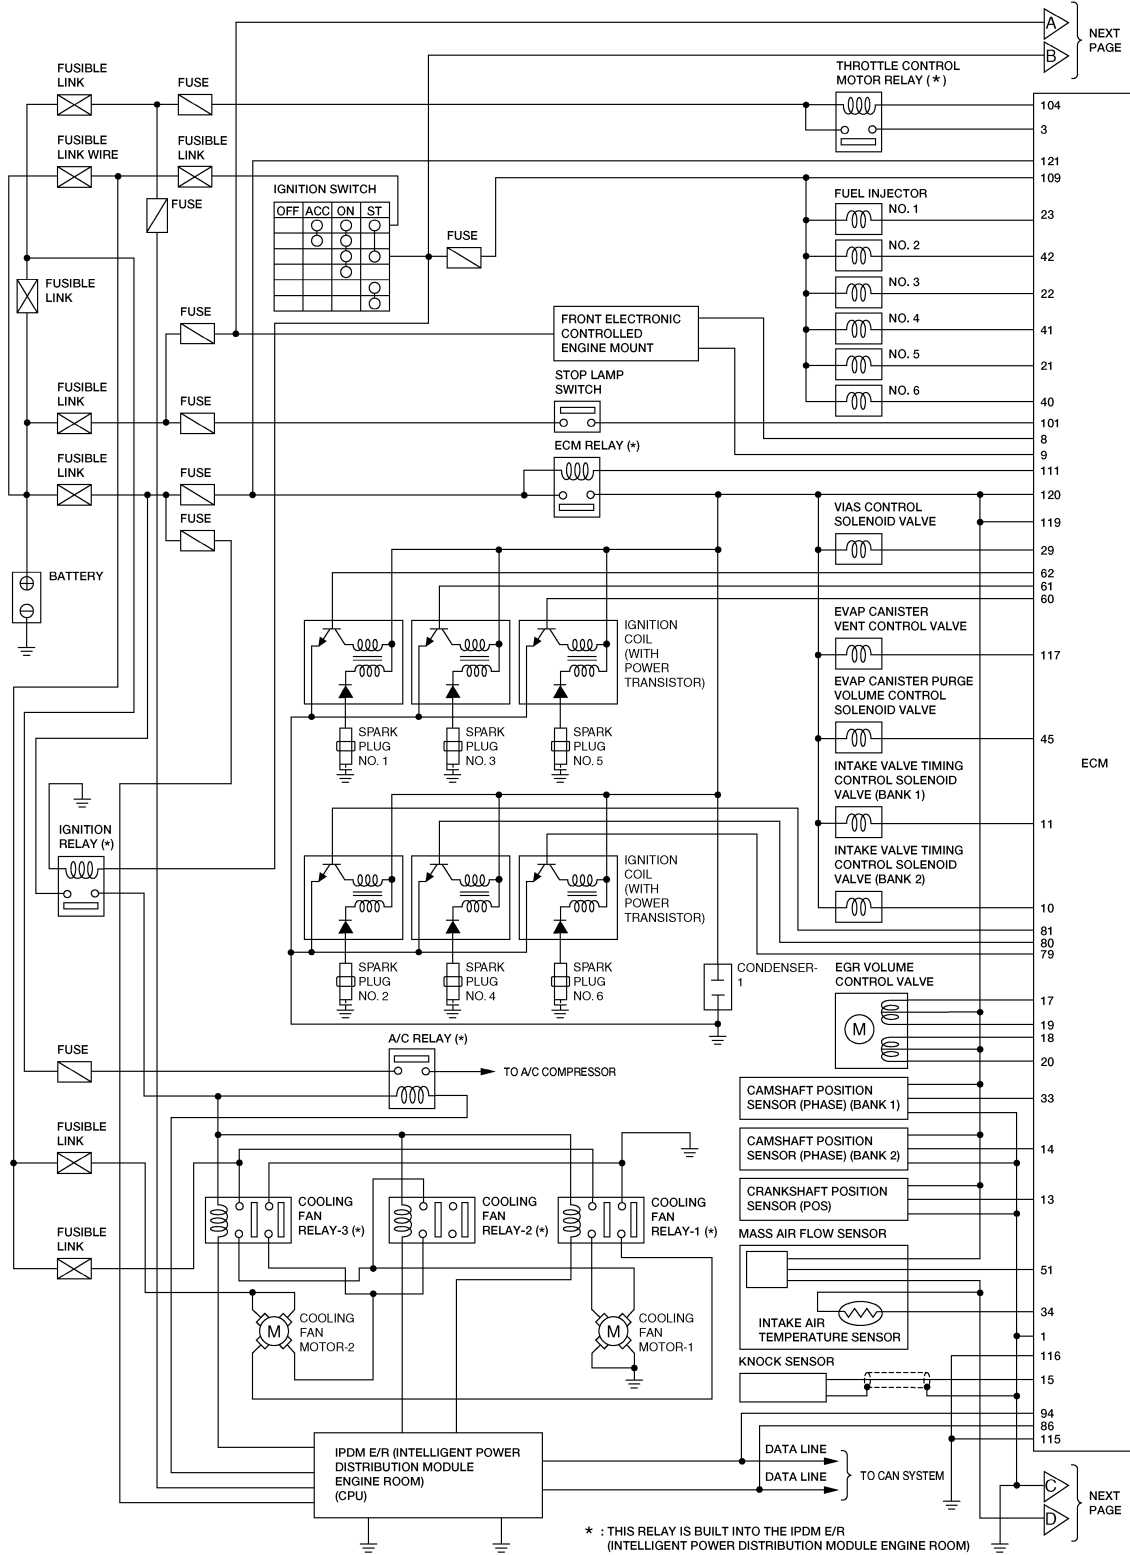 A
B
NEXT
PAGE
FUSIBLE
LINK
FUSE
THROTTLE CONTROL
MOTOR RELAY (*)
104
3
FUSIBLE
LINK WIRE
FUSIBLE
LINK
121
109
IGNITION SWITCH
OFF ACC ON ST
FUSE
FUSE
FUEL INJECTOR
NO. 1
23
NO. 2
42
NO. 3
22
NO. 4
41
NO. 5
21
NO. 6
40
FUSIBLE
LINK
FUSE
FRONT ELECTRONIC
CONTROLLED
ENGINE MOUNT
STOP LAMP
SWITCH
FUSIBLE
LINK
FUSE
101
8
9
ECM RELAY (*)
111
FUSIBLE
LINK
FUSE
120
FUSE
VIAS CONTROL
SOLENOID VALVE
119
29
BATTERY
62
61
60
EVAP CANISTER
VENT CONTROL VALVE
117
IGNITION
COIL
(WITH
POWER
TRANSISTOR)
EVAP CANISTER PURGE
VOLUME CONTROL
SOLENOID VALVE
45
SPARK
PLUG
NO. 1
SPARK
PLUG
NO. 3
SPARK
PLUG
NO. 5
ECM
INTAKE VALVE TIMING
CONTROL SOLENOID
VALVE (BANK 1)
11
IGNITION
RELAY (*)
INTAKE VALVE TIMING
CONTROL SOLENOID
VALVE (BANK 2)
10
IGNITION
COIL
(WITH
POWER
TRANSISTOR)
81
80
79
SPARK
PLUG
NO. 2
SPARK
PLUG
NO. 4
SPARK
PLUG
NO. 6
CONDENSER-
1
EGR VOLUME
CONTROL VALVE
M
17
19
18
20
A/C RELAY (*)
FUSE
TO A/C COMPRESSOR
CAMSHAFT POSITION
SENSOR (PHASE) (BANK 1)
33
FUSIBLE
LINK
CAMSHAFT POSITION
SENSOR (PHASE) (BANK 2)
14
CRANKSHAFT POSITION
SENSOR (POS)
13
COOLING
FAN
RELAY-3 (*)
COOLING
FAN
RELAY-2 (*)
COOLING
FAN
RELAY-1 (*)
FUSIBLE
LINK
MASS AIR FLOW SENSOR
51
INTAKE AIR
TEMPERATURE SENSOR
34
M
COOLING
FAN
MOTOR-2
M
COOLING
FAN
MOTOR-1
1
116
KNOCK SENSOR
15
94
86
115
IPDM E/R (INTELLIGENT POWER
DISTRIBUTION MODULE
ENGINE ROOM)
(CPU)
DATA LINE
DATA LINE
TO CAN SYSTEM
C
D
NEXT
PAGE
* : THIS RELAY IS BUILT INTO THE IPDM E/R
(INTELLIGENT POWER DISTRIBUTION MODULE ENGINE ROOM)